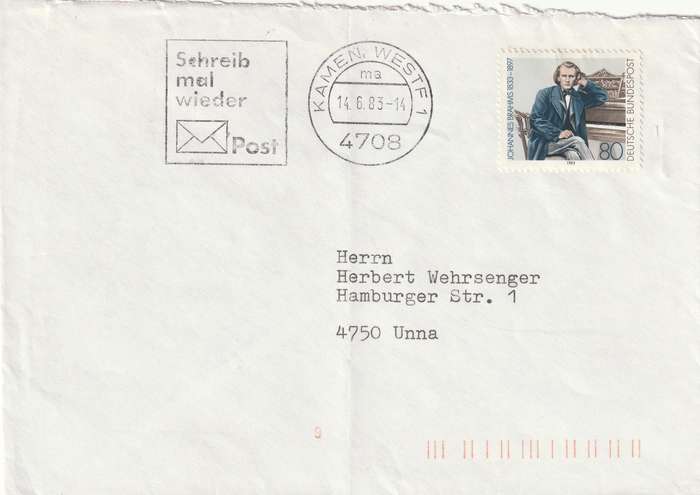 Schreib
mal
wieder
Post
KAMEN, WESTF 1
ma
14.6.83-14
4708
JOHANNES BRAHMS 1833-1897
DEUTSCHE BUNDESPOST
80
1983
Herrn
Herbert Wehrsenger
Hamburger Str. 1
4750 Unna
9